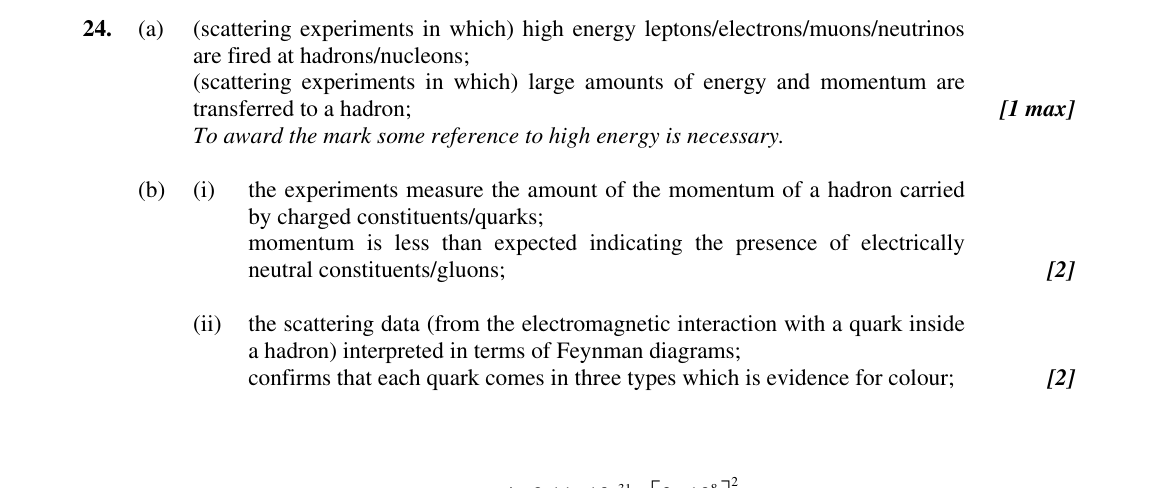 24. (a) (scattering experiments in which) high energy leptons/electrons/muons/neutrinos
are fired at hadrons/nucleons;
(scattering experiments in which) large amounts of energy and momentum are
transferred to a hadron; [1 max]
To award the mark some reference to high energy is necessary.
(b) (i) the experiments measure the amount of the momentum of a hadron carried
by charged constituents/quarks;
momentum is less than expected indicating the presence of electrically
neutral constituents/gluons; [2]
(ii) the scattering data (from the electromagnetic interaction with a quark inside
a hadron) interpreted in terms of Feynman diagrams;
confirms that each quark comes in three types which is evidence for colour; [2]